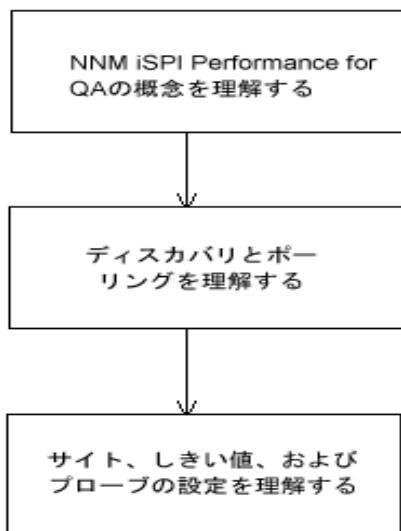 NNM iSPI Performance for
QAの概念を理解する
ディスカバリとポー
リングを理解する
サイト、しきい値、および
プローブの設定を理解する